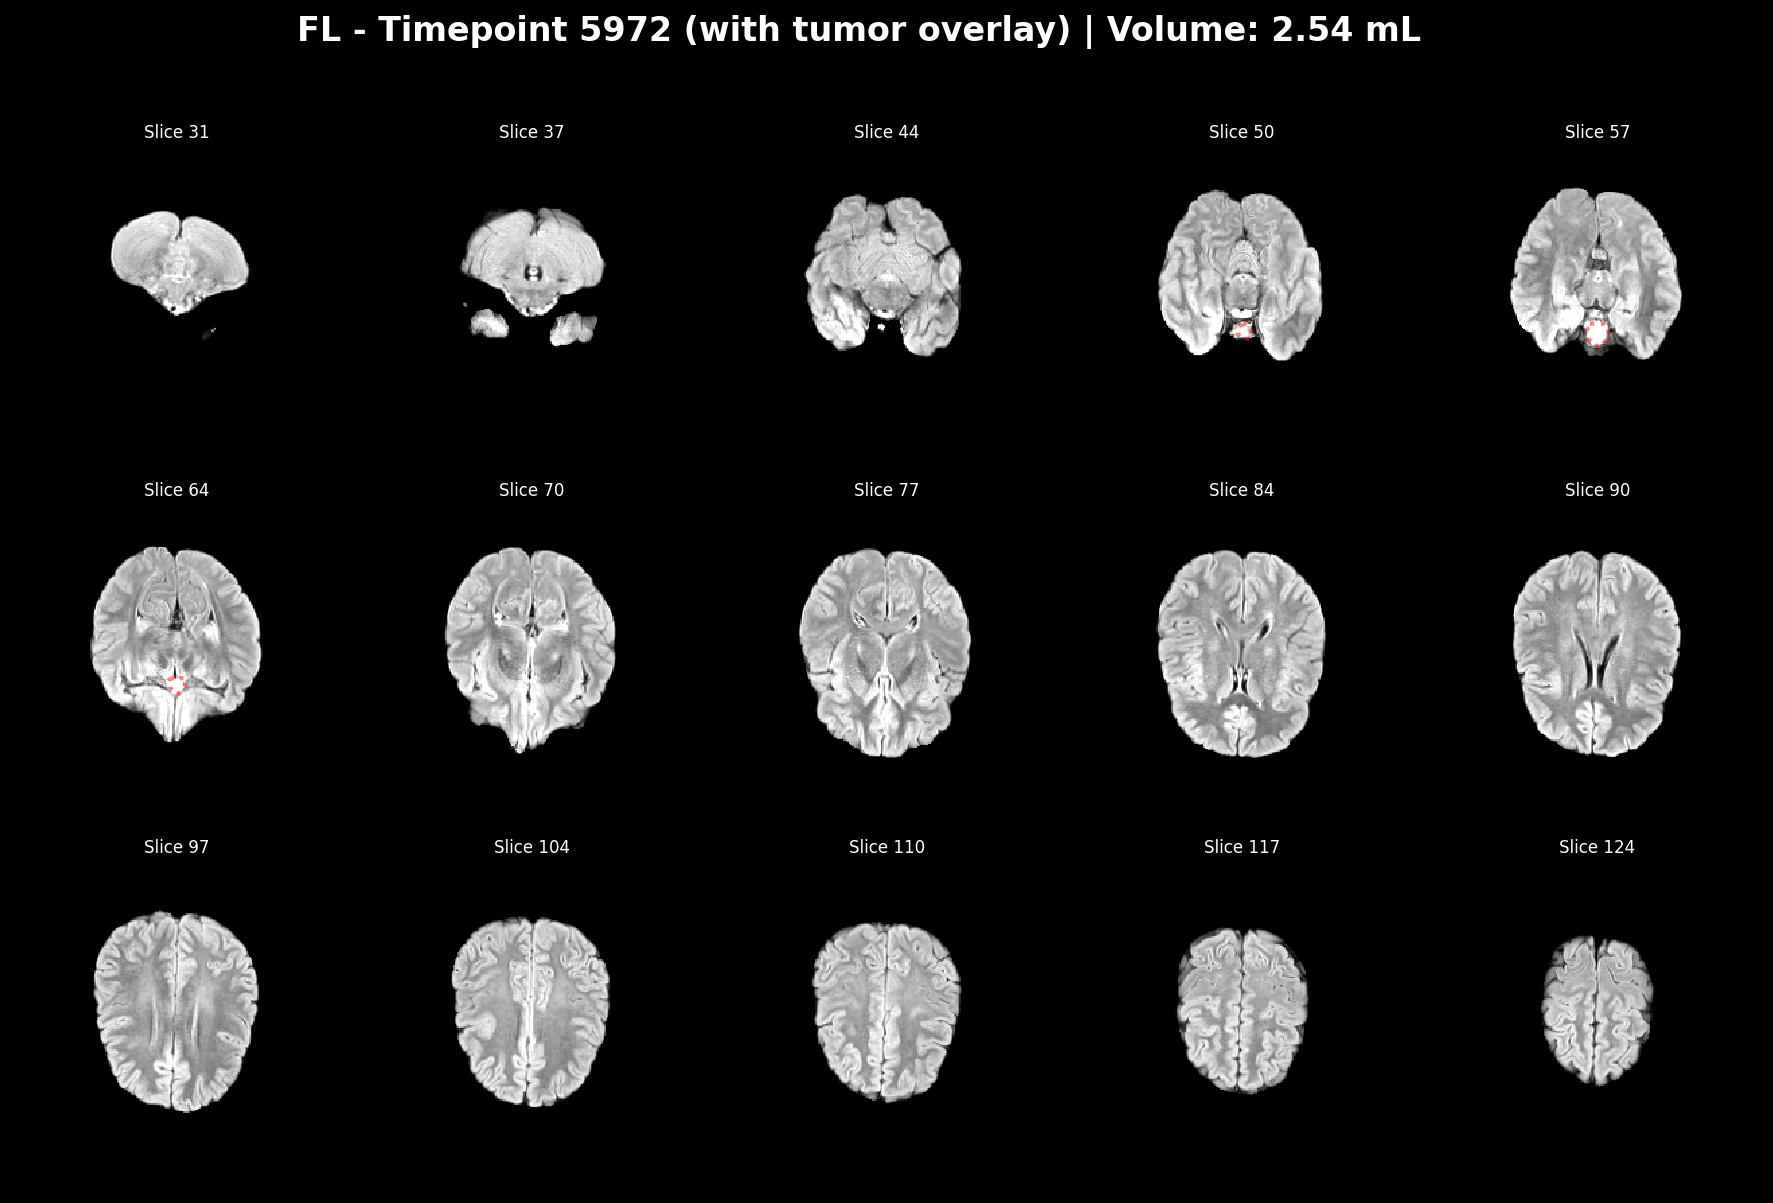 FL - Timepoint 5972 (with tumor overlay) | Volume: 2.54 mL
Slice 31
Slice 37
Slice 44
Slice 50
Slice 57
Slice 64
Slice 70
Slice 77
Slice 84
Slice 90
Slice 97
Slice 104
Slice 110
Slice 117
Slice 124